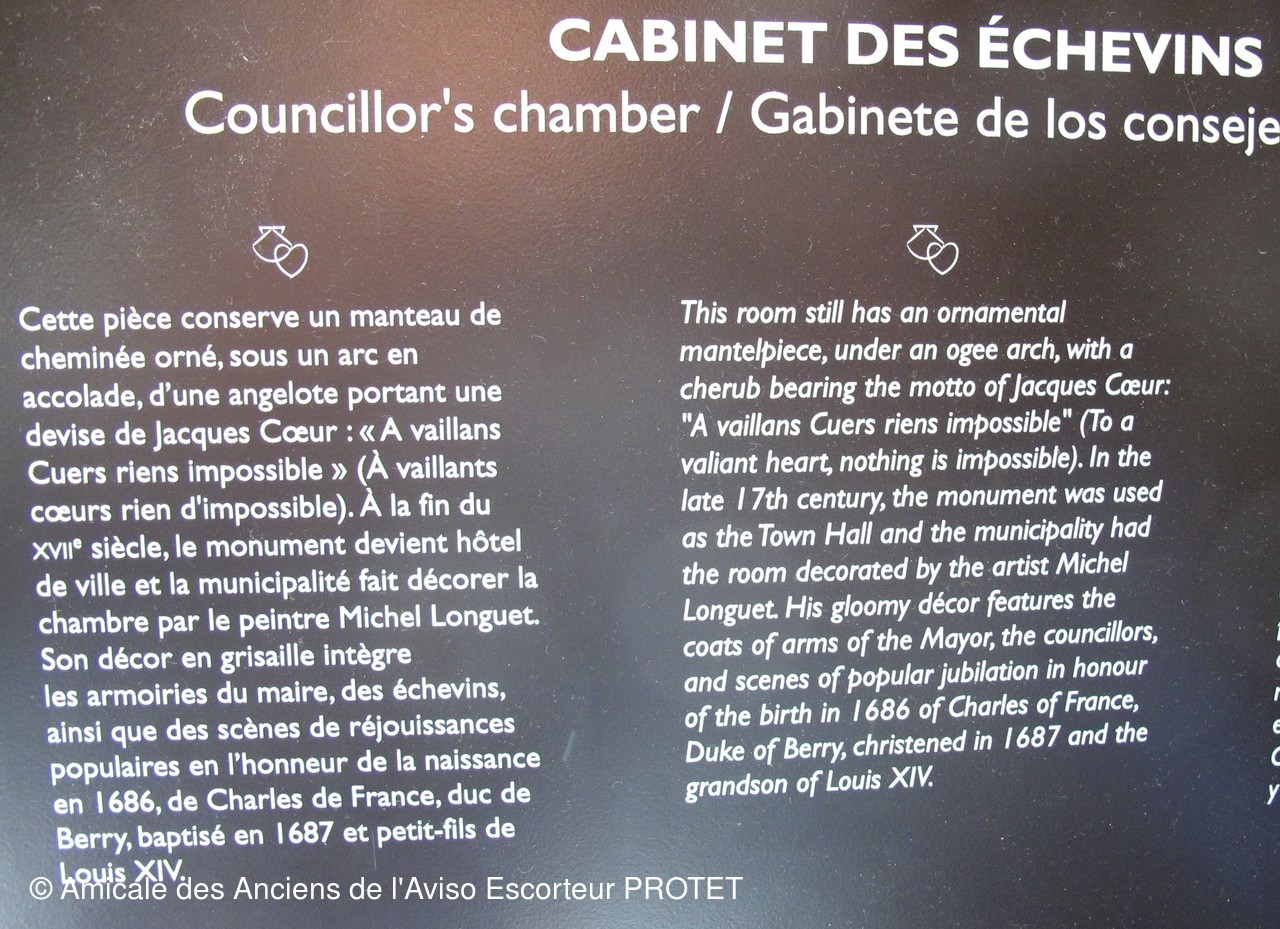 CABINET DES ÉCHEVINS
Councillor's chamber / Gabinete de los conseje
Cette pièce conserve un manteau de
cheminée orné, sous un arc en
accolade, d'une angelote portant une
devise de Jacques Cœur : « A vaillans
Cuers riens impossible » (À vaillants
cœurs rien d'impossible). À la fin du
XVIIe siècle, le monument devient hôtel
de ville et la municipalité fait décorer la
chambre par le peintre Michel Longuet.
Son décor en grisaille intègre
les armoiries du maire, des échevins,
ainsi que des scènes de réjouissances
populaires en l'honneur de la naissance
en 1686, de Charles de France, duc de
Berry, baptisé en 1687 et petit-fils de
Louis XIV.
This room still has an ornamental
mantelpiece, under an ogee arch, with a
cherub bearing the motto of Jacques Cœur:
"A vaillans Cuers riens impossible" (To a
valiant heart, nothing is impossible). In the
late 17th century, the monument was used
as the Town Hall and the municipality had
the room decorated by the artist Michel
Longuet. His gloomy décor features the
coats of arms of the Mayor, the councillors,
and scenes of popular jubilation in honour
of the birth in 1686 of Charles of France,
Duke of Berry, christened in 1687 and the
grandson of Louis XIV.
© Amicale des Anciens de l'Aviso Escorteur PROTET